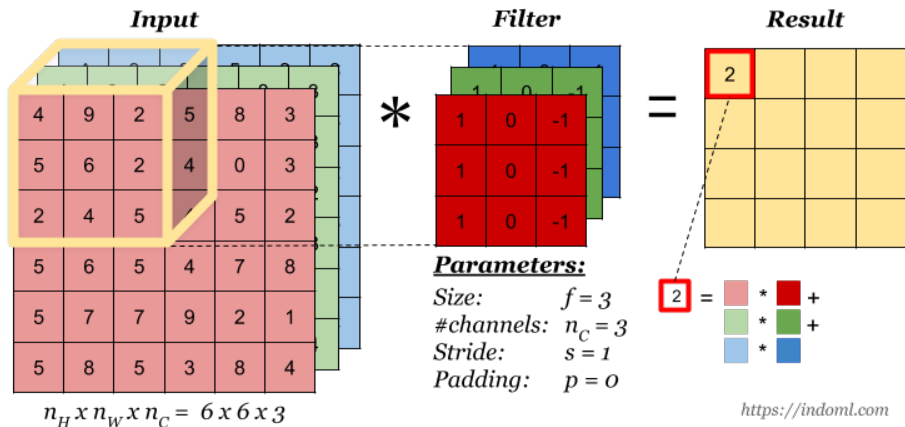 Input
Filter
Result
4 9 2 5 8 3
5 6 2 4 0 3
2 4 5 5 2
5 6 5 4 7 8
5 7 7 9 2 1
5 8 5 3 8 4
*
1 0 -1
1 0 -1
1 0 -1
1 0 -1
=
2
n_H x n_W x n_C = 6 x 6 x 3
Parameters:
Size: f = 3
#channels: n_C = 3
Stride: s = 1
Padding: p = 0
2 = * +
* +
*
https://indoml.com